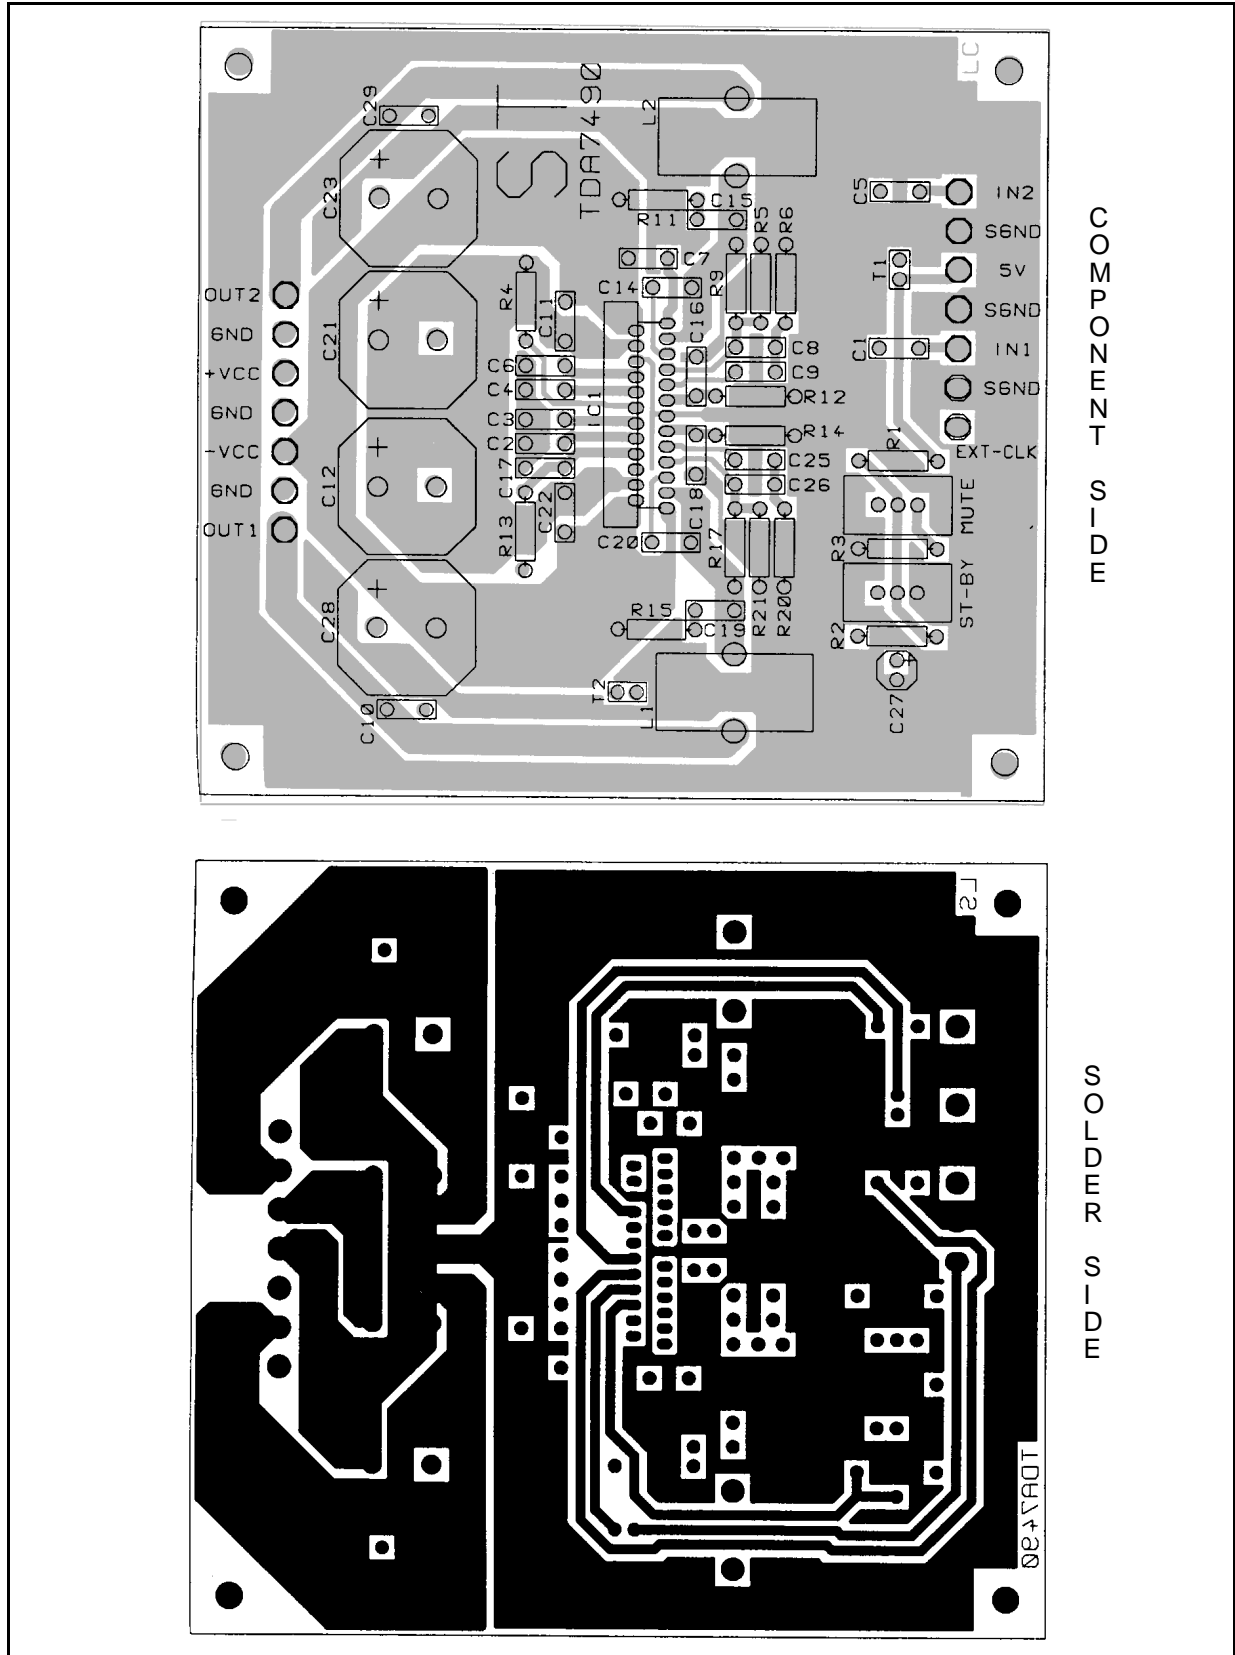 LC
C29
L2
ST
TDA7490
C23
C15
R11
R5
R6
C5
IN2
SGND
C7
R9
T1
5V
C14
OUT2
R4
C11
C16
SGND
GND
C21
C8
C1
IN1
+VCC
C6
C9
C4
R12
SGND
GND
C3
IC1
R14
R1
C2
-VCC
C25
EXT-CLK
C17
C26
GND
C12
C22
C18
MUTE
OUT1
R13
C20
R17
R3
C28
R15
R21
R20
ST-BY
C19
R2
T2
L1
C10
C27
COMPONENT SIDE
LS
TDA7490
SOLDER SIDE